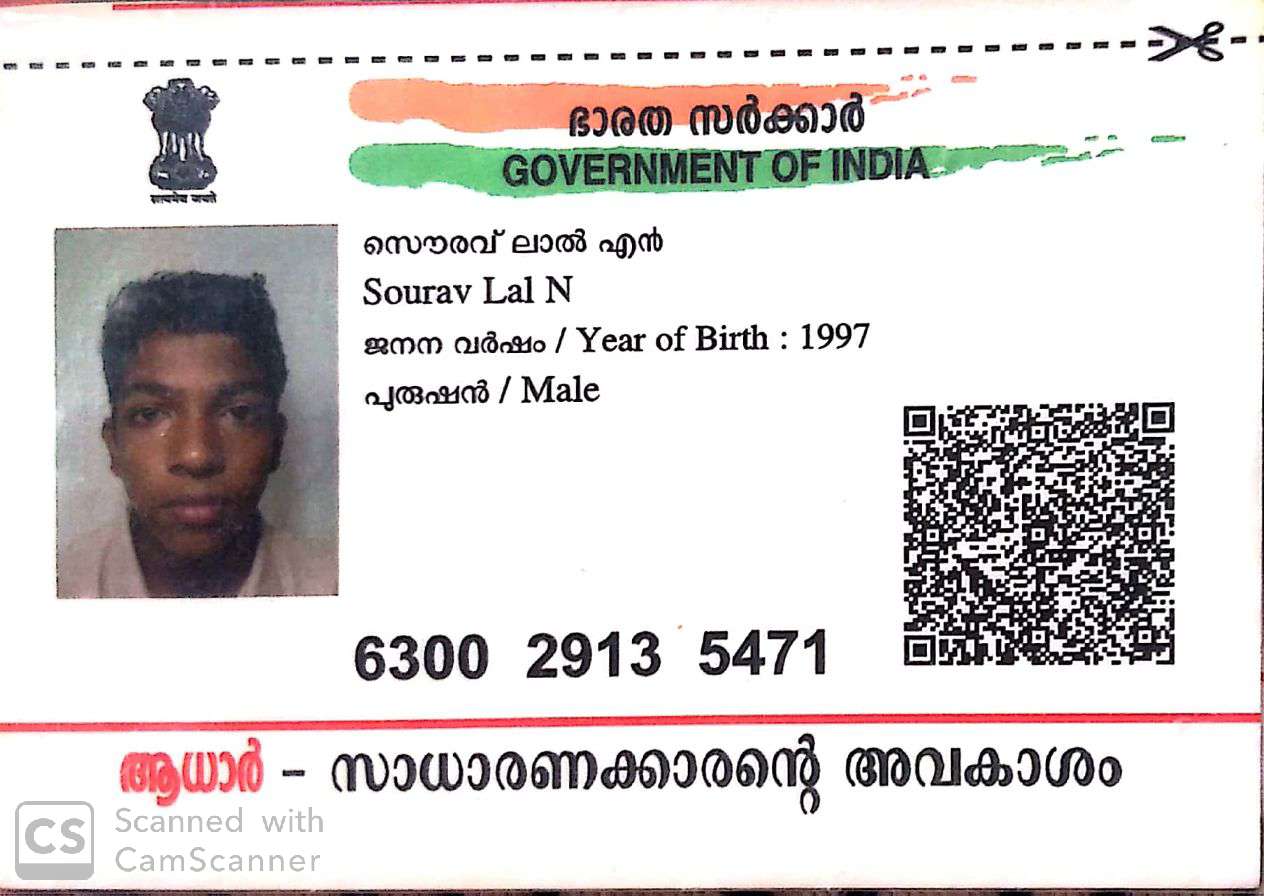 ഭാരത സർക്കാർ
GOVERNMENT OF INDIA
सत्यमेव जयते
സൌരവ് ലാൽ എൻ
Sourav Lal N
ജനന വർഷം / Year of Birth : 1997
പുരുഷൻ / Male
6300 2913 5471
ആധാർ - സാധാരണക്കാരന്റെ അവകാശം
CS Scanned with
CamScanner